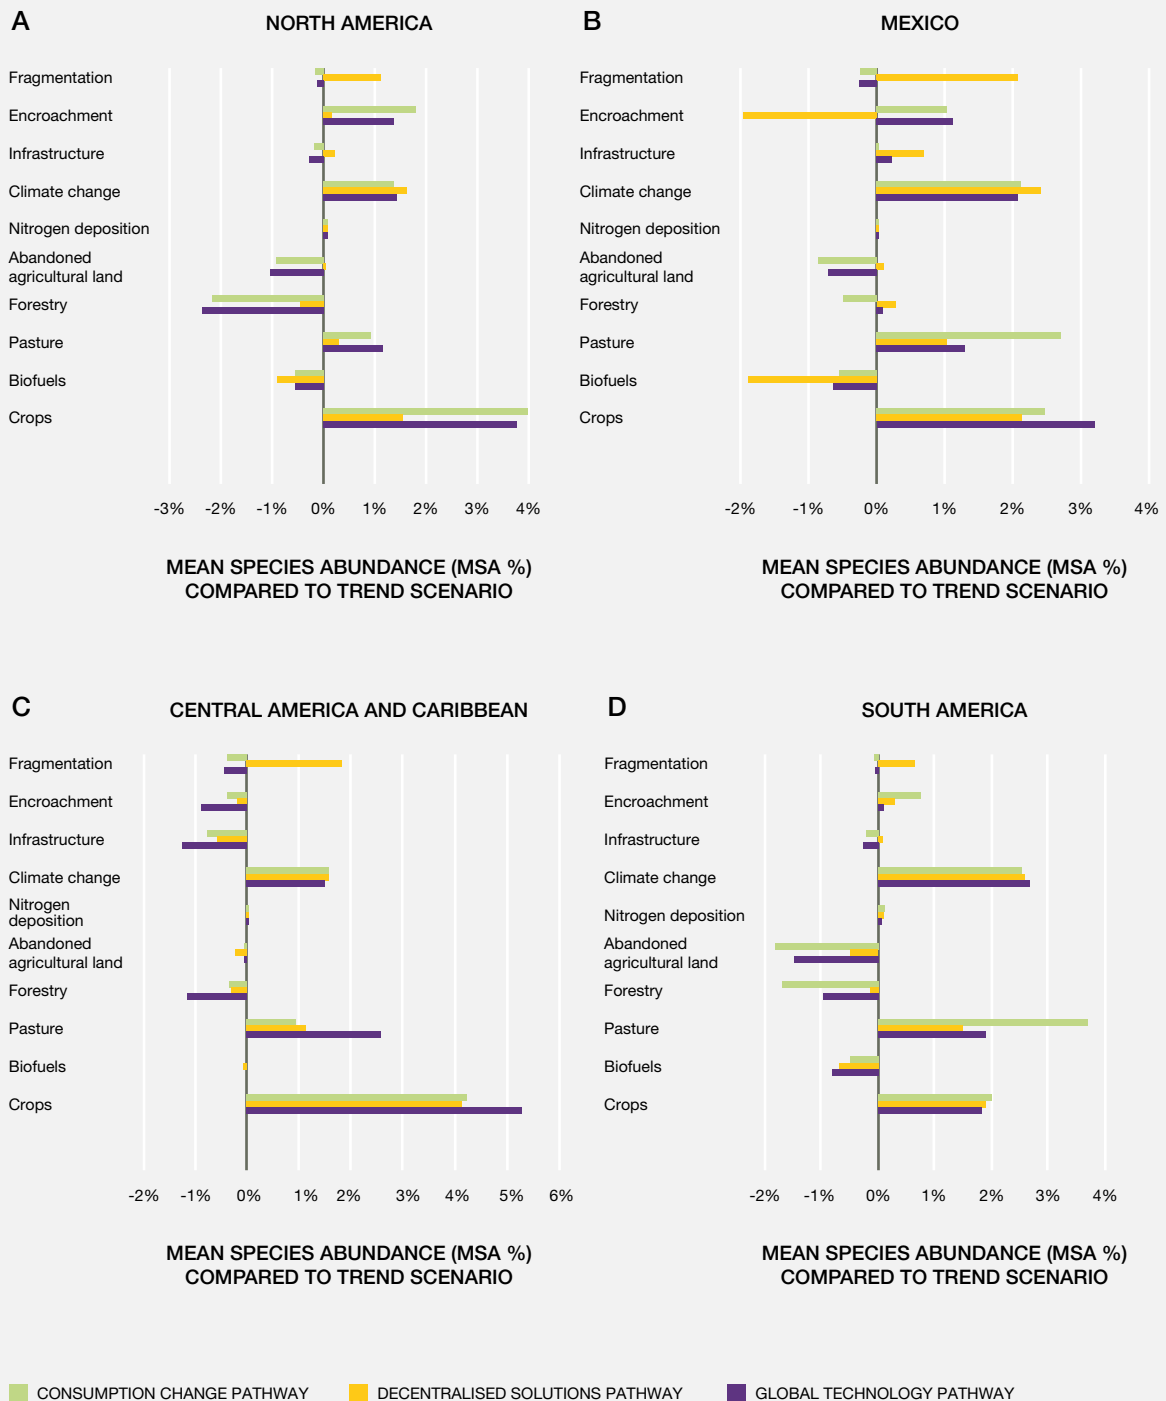 A
NORTH AMERICA
Fragmentation
Encroachment
Infrastructure
Climate change
Nitrogen deposition
Abandoned
agricultural land
Forestry
Pasture
Biofuels
Crops
-3% -2% -1% 0% 1% 2% 3% 4%
MEAN SPECIES ABUNDANCE (MSA %)
COMPARED TO TREND SCENARIO
B
MEXICO
Fragmentation
Encroachment
Infrastructure
Climate change
Nitrogen deposition
Abandoned
agricultural land
Forestry
Pasture
Biofuels
Crops
-2% -1% 0% 1% 2% 3% 4%
MEAN SPECIES ABUNDANCE (MSA %)
COMPARED TO TREND SCENARIO
C
CENTRAL AMERICA AND CARIBBEAN
Fragmentation
Encroachment
Infrastructure
Climate change
Nitrogen
deposition
Abandoned
agricultural land
Forestry
Pasture
Biofuels
Crops
-2% -1% 0% 1% 2% 3% 4% 5% 6%
MEAN SPECIES ABUNDANCE (MSA %)
COMPARED TO TREND SCENARIO
D
SOUTH AMERICA
Fragmentation
Encroachment
Infrastructure
Climate change
Nitrogen deposition
Abandoned
agricultural land
Forestry
Pasture
Biofuels
Crops
-2% -1% 0% 1% 2% 3% 4%
MEAN SPECIES ABUNDANCE (MSA %)
COMPARED TO TREND SCENARIO
CONSUMPTION CHANGE PATHWAY DECENTRALISED SOLUTIONS PATHWAY GLOBAL TECHNOLOGY PATHWAY